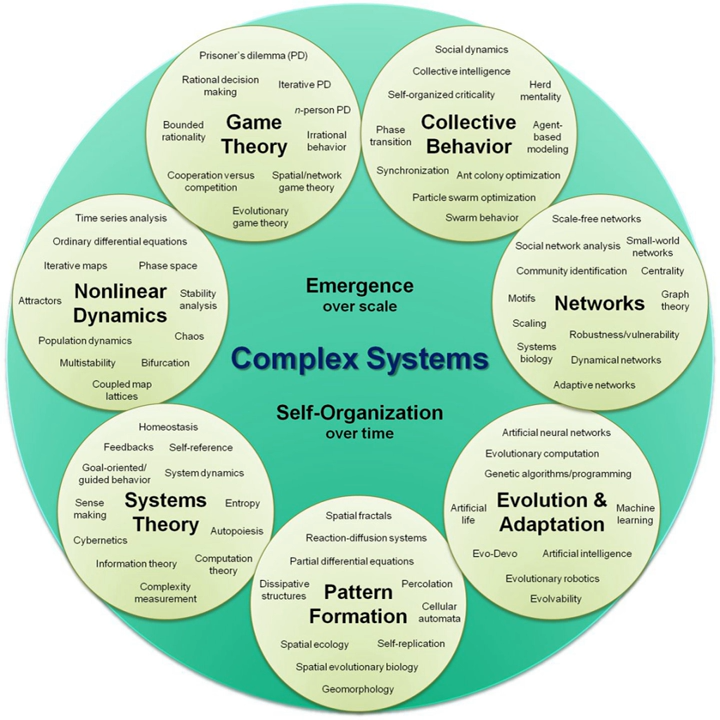 Prisoner's dilemma (PD)
Rational decision
making
Iterative PD
n-person PD
Bounded
rationality
Game
Theory
Irrational
behavior
Cooperation versus
competition
Spatial/network
game theory
Evolutionary
game theory
Social dynamics
Collective intelligence
Self-organized criticality
Herd
mentality
Phase
transition
Collective
Behavior
Agent-
based
modeling
Synchronization
Ant colony optimization
Particle swarm optimization
Swarm behavior
Time series analysis
Ordinary differential equations
Iterative maps
Phase space
Attractors
Nonlinear
Dynamics
Stability
analysis
Population dynamics
Chaos
Multistability
Bifurcation
Coupled map
lattices
Emergence
over scale
Complex Systems
Self-Organization
over time
Scale-free networks
Social network analysis
Small-world
networks
Community identification
Centrality
Motifs
Networks
Graph
theory
Scaling
Robustness/vulnerability
Systems
biology
Dynamical networks
Adaptive networks
Homeostasis
Feedbacks
Self-reference
Goal-oriented/
guided behavior
System dynamics
Sense
making
Systems
Theory
Entropy
Cybernetics
Autopoiesis
Information theory
Computation
theory
Complexity
measurement
Spatial fractals
Reaction-diffusion systems
Partial differential equations
Dissipative
structures
Percolation
Pattern
Formation
Cellular
automata
Spatial ecology
Self-replication
Spatial evolutionary biology
Geomorphology
Artificial neural networks
Evolutionary computation
Genetic algorithms/programming
Artificial
life
Evolution &
Adaptation
Machine
learning
Evo-Devo
Artificial intelligence
Evolutionary robotics
Evolvability